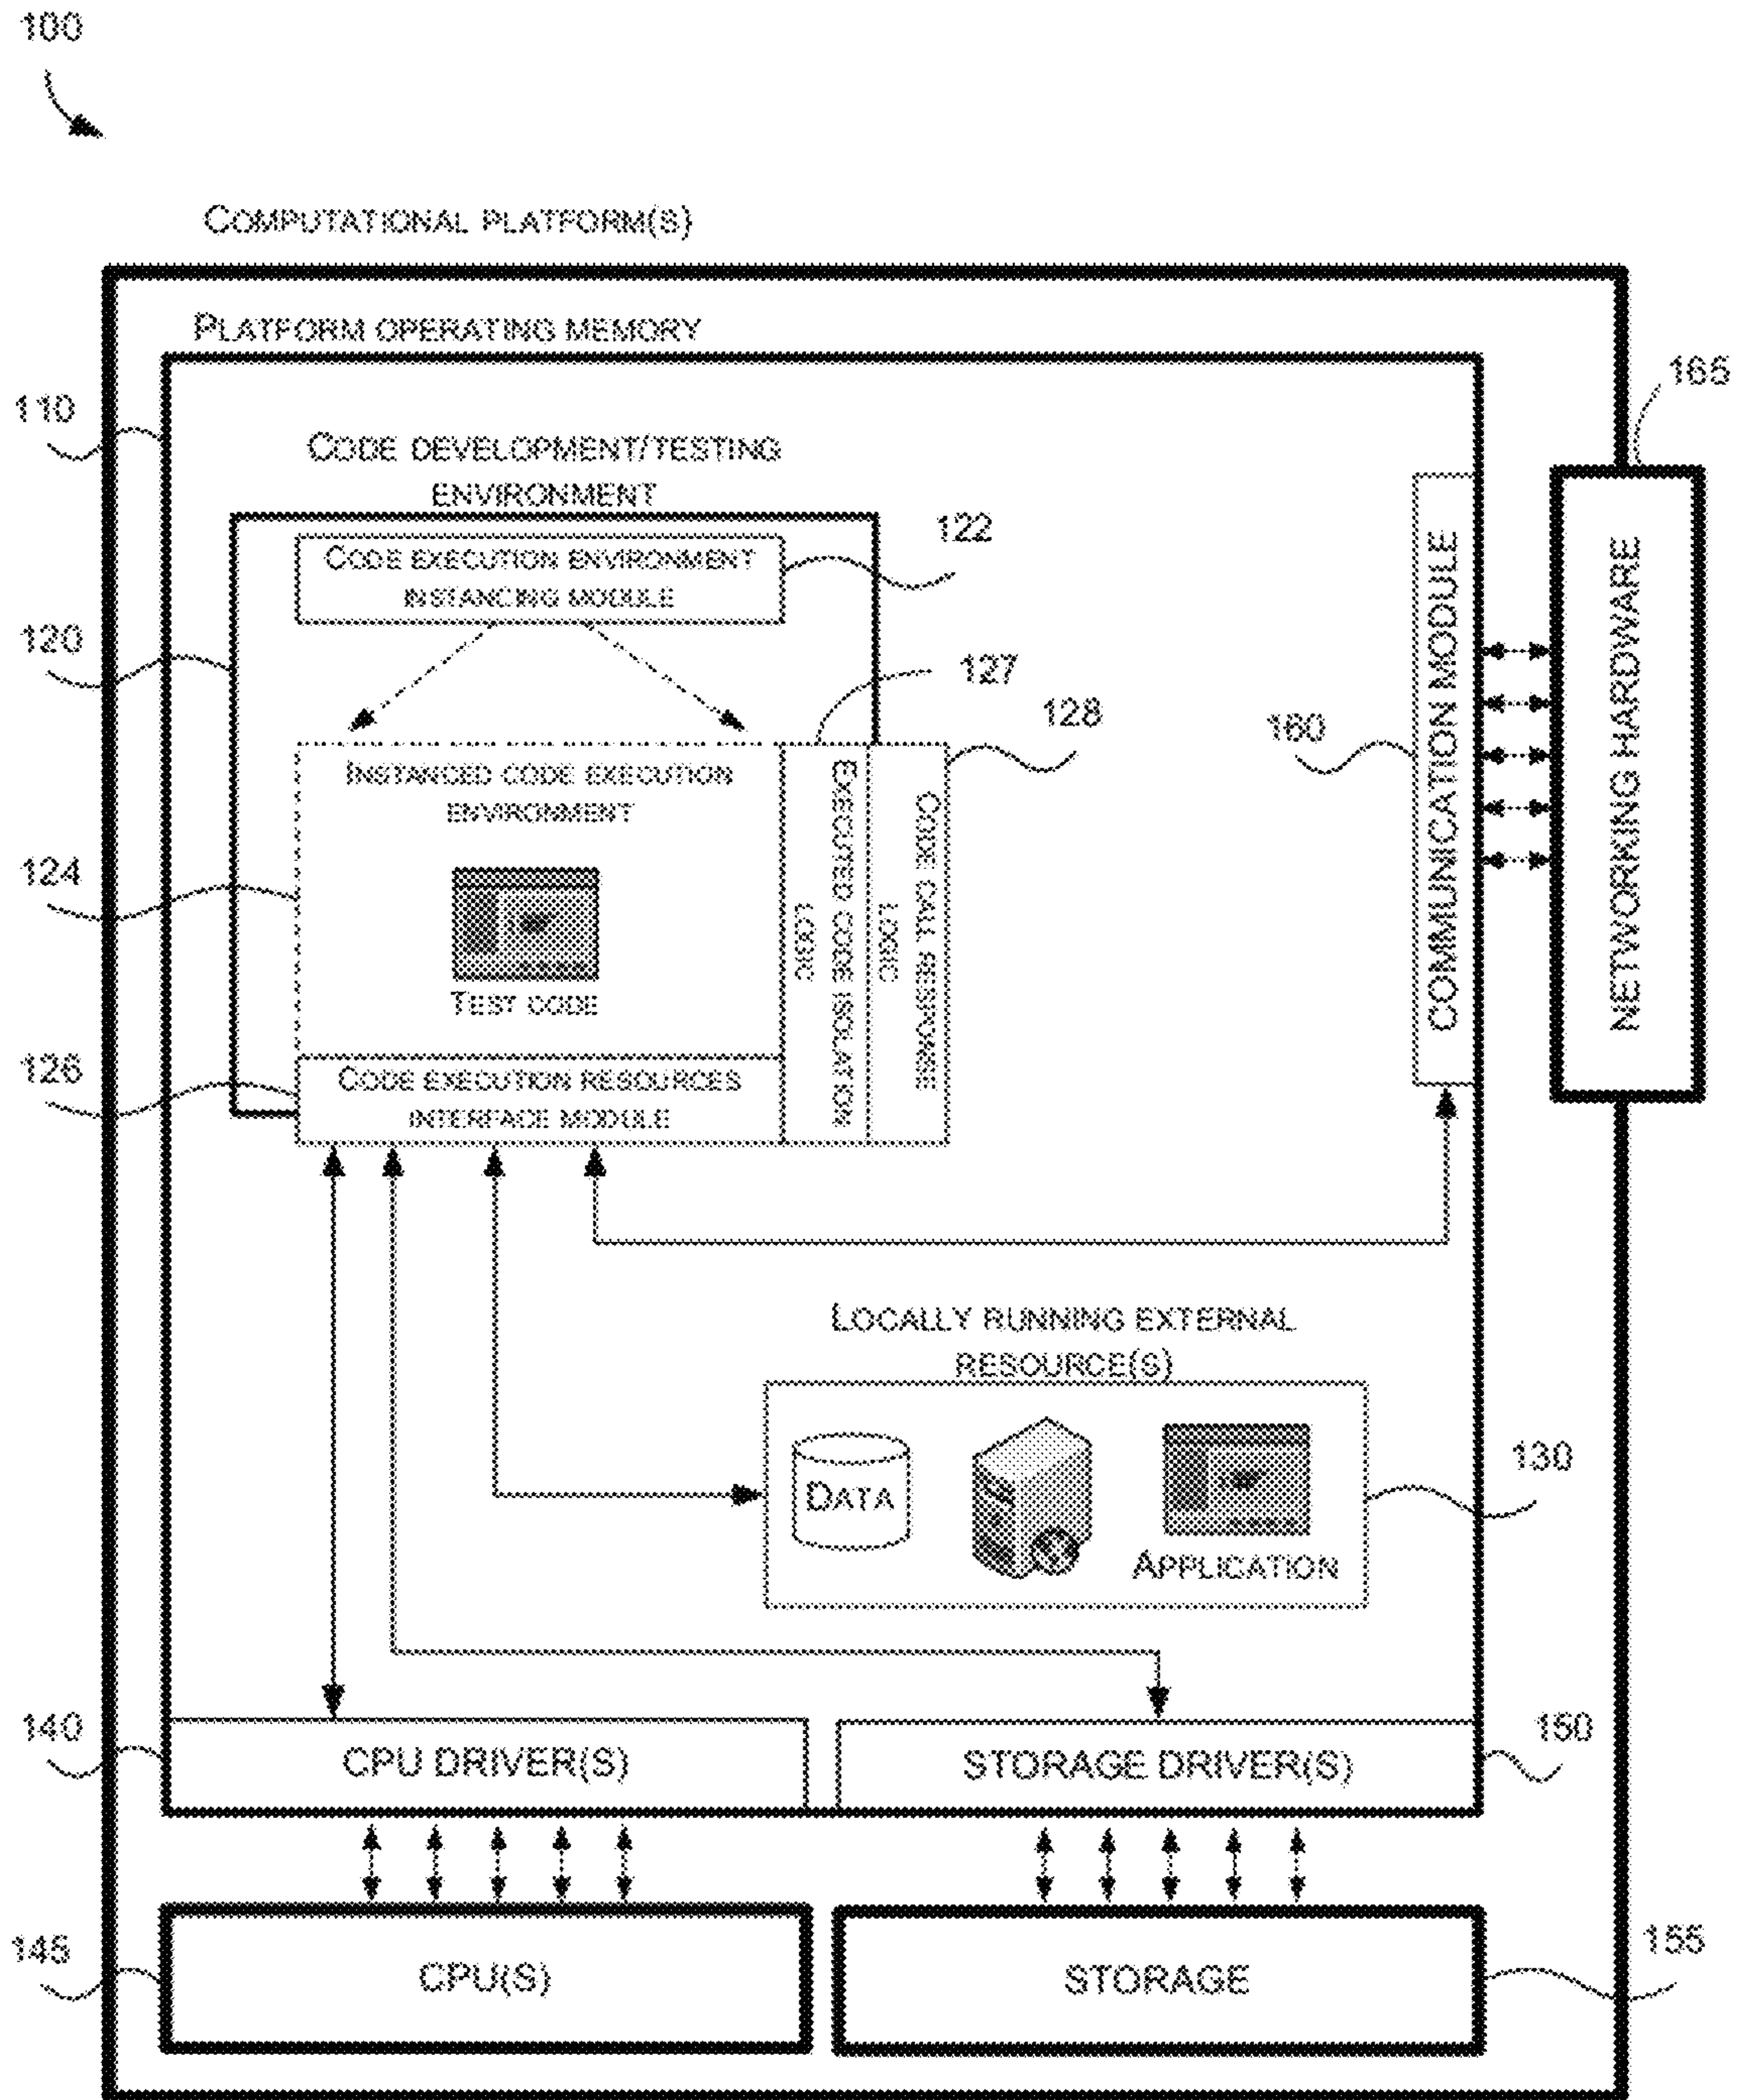 100
COMPUTATIONAL PLATFORM(S)
PLATFORM OPERATING MEMORY
165
110
CODE DEVELOPMENT/TESTING
ENVIRONMENT
122
CODE EXECUTION ENVIRONMENT
INSTANCING MODULE
120
127
128
160
COMMUNICATION MODULE
NETWORKING HARDWARE
INSTANCED CODE EXECUTION
ENVIRONMENT
EXECUTED CODE ISOLATION
LOGIC
CODE CALL RESPONSE
LOGIC
124
TEST CODE
126
CODE EXECUTION RESOURCES
INTERFACE MODULE
LOCALLY RUNNING EXTERNAL
RESOURCE(S)
130
DATA
APPLICATION
140
CPU DRIVER(S)
STORAGE DRIVER(S)
150
145
CPU(S)
STORAGE
155